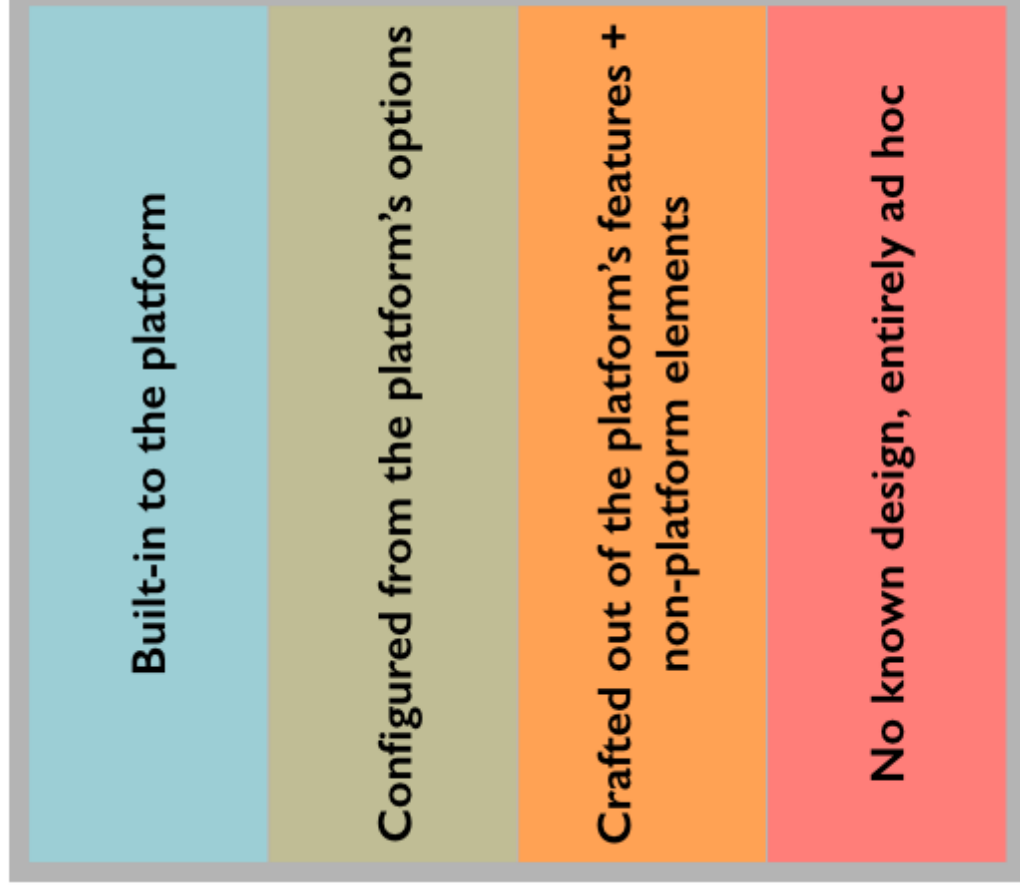 Built-in to the platform
Configured from the platform’s options
Crafted out of the platform’s features +
non-platform elements
No known design, entirely ad hoc